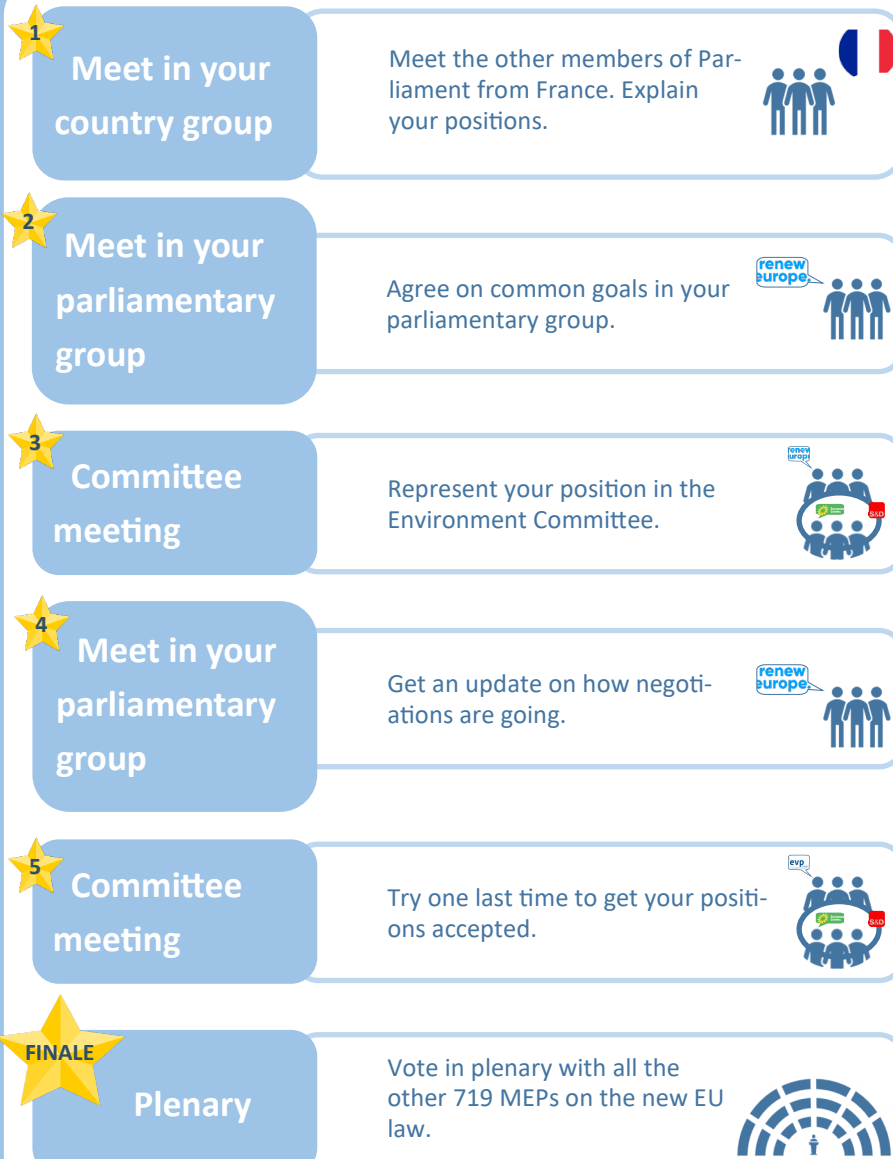 1
Meet in your
country group
Meet the other members of Par-
liament from France. Explain
your positions.
2
Meet in your
parliamentary
group
Agree on common goals in your
parliamentary group.
renew
europe.
3
Committee
meeting
Represent your position in the
Environment Committee.
renew
europe
S&D
4
Meet in your
parliamentary
group
Get an update on how negoti-
ations are going.
renew
europe.
5
Committee
meeting
Try one last time to get your positi-
ons accepted.
evp
S&D
FINALE
Plenary
Vote in plenary with all the
other 719 MEPs on the new EU
law.